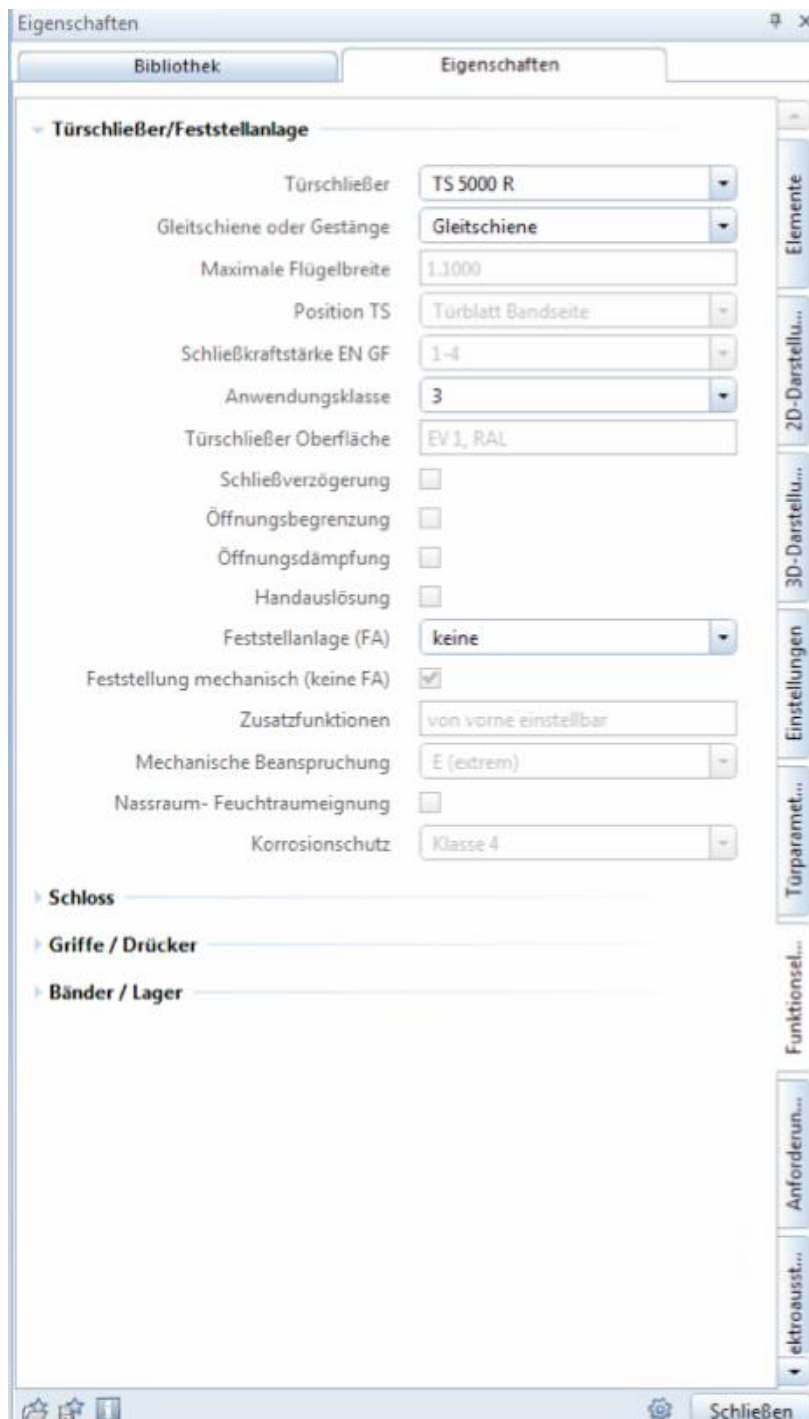 Eigenschaften
Bibliothek
Eigenschaften
Türschließer/Feststellanlage
Türschließer TS 5000 R
Gleitschiene oder Gestänge Gleitschiene
Maximale Flügelbreite 1.1000
Position TS Türblatt Bandseite
Schließkraftstärke EN GF 1-4
Anwendungsklasse 3
Türschließer Oberfläche EV 1, RAL
Schließverzögerung
Öffnungsbegrenzung
Öffnungsdämpfung
Handauslösung
Feststellanlage (FA) keine
Feststellung mechanisch (keine FA)
Zusatzfunktionen von vorne einstellbar
Mechanische Beanspruchung E (extrem)
Nassraum- Feuchtraumeignung
Korrosionschutz Klasse 4
Schloss
Griffe / Drücker
Bänder / Lager
Elemente
2D-Darstellu...
3D-Darstellu...
Einstellungen
Türparamet...
Funktionsel...
Anforderun...
ektroausst...
Schließen